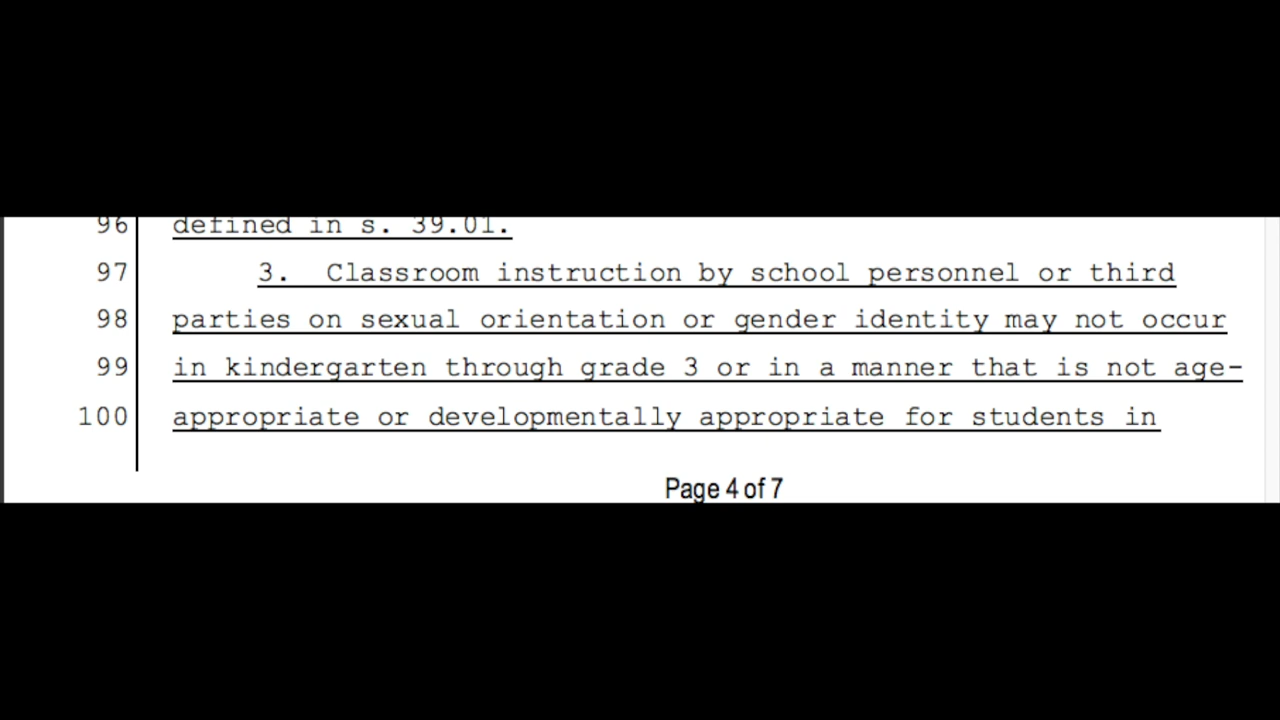 96 defined in s. 39.01.
97 3. Classroom instruction by school personnel or third
98 parties on sexual orientation or gender identity may not occur
99 in kindergarten through grade 3 or in a manner that is not age-
100 appropriate or developmentally appropriate for students in
Page 4 of 7